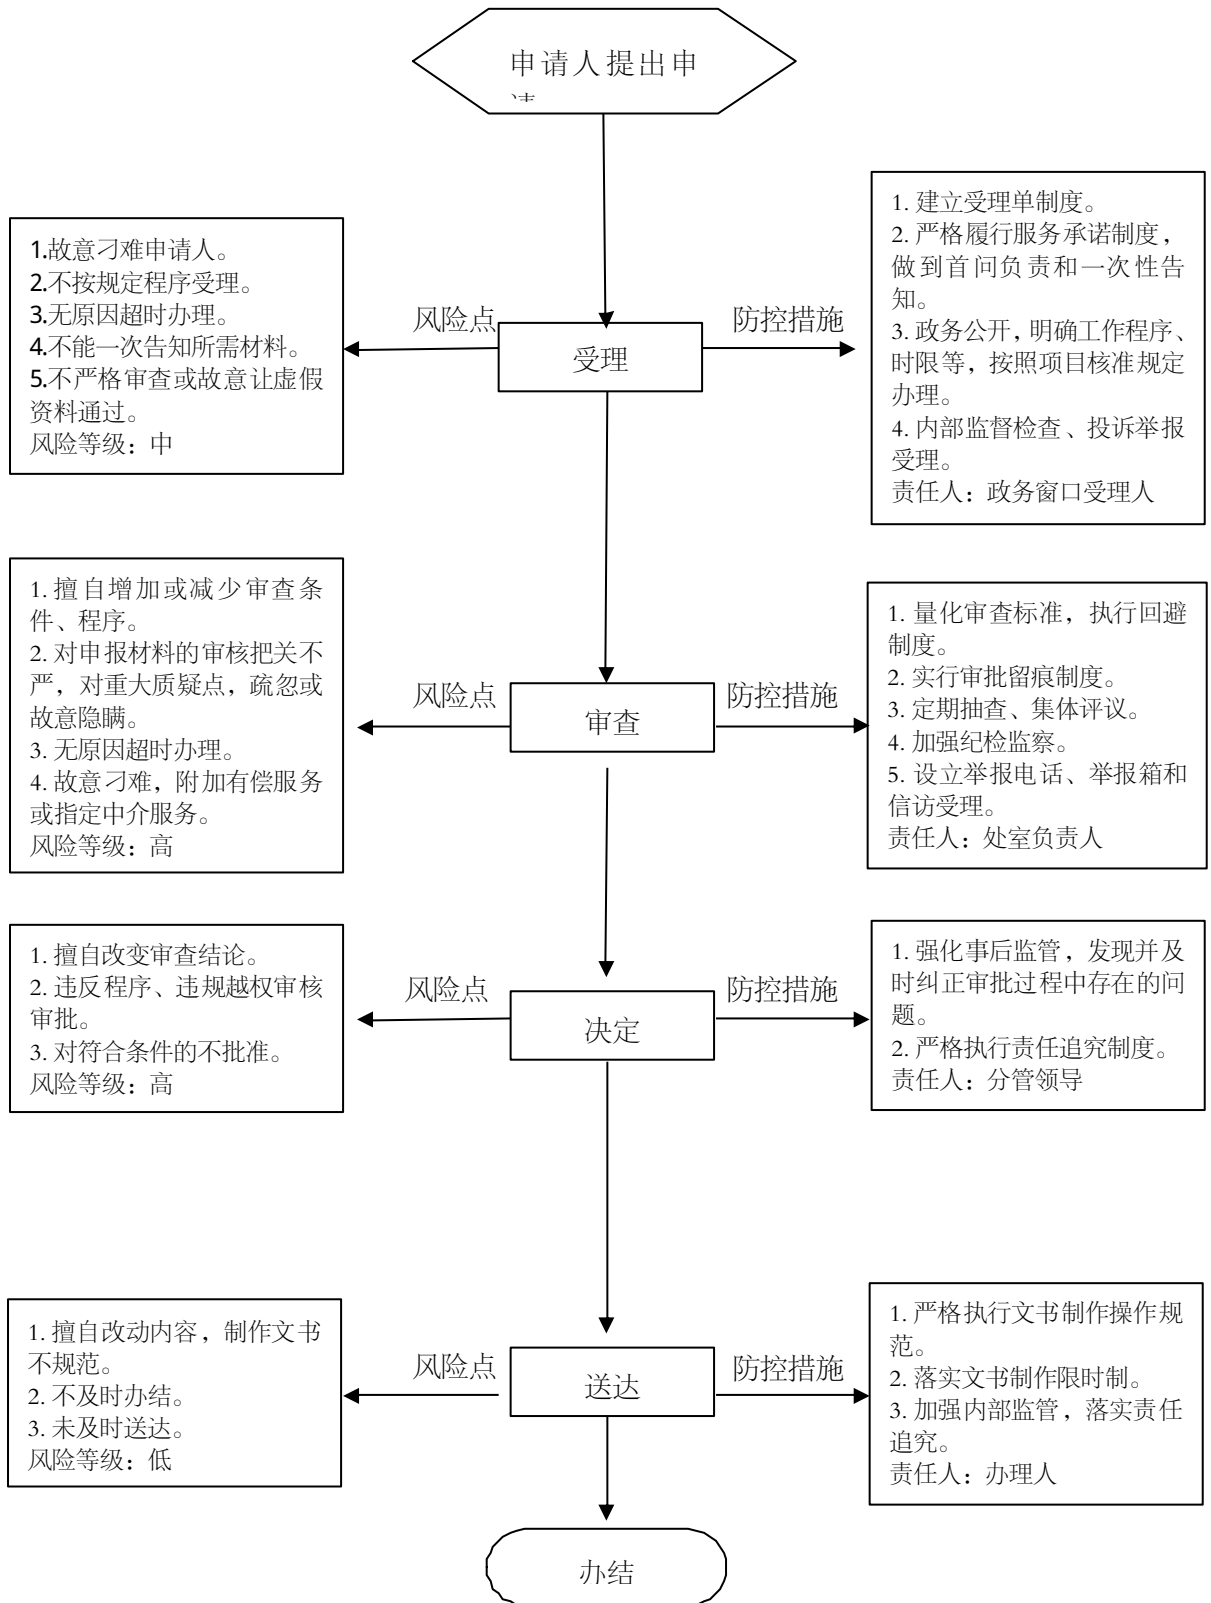 申请人提出申
1.故意刁难申请人。
2.不按规定程序受理。
3.无原因超时办理。
4.不能一次告知所需材料。
5.不严格审查或故意让虚假
资料通过。
风险等级：中
风险点
受理
防控措施
1. 建立受理单制度。
2. 严格履行服务承诺制度，
做到首问负责和一次性告
知。
3. 政务公开，明确工作程序、
时限等，按照项目核准规定
办理。
4. 内部监督检查、投诉举报
受理。
责任人：政务窗口受理人
1. 擅自增加或减少审查条
件、程序。
2. 对申报材料的审核把关不
严，对重大质疑点，疏忽或
故意隐瞒。
3. 无原因超时办理。
4. 故意刁难，附加有偿服务
或指定中介服务。
风险等级：高
风险点
审查
防控措施
1. 量化审查标准，执行回避
制度。
2. 实行审批留痕制度。
3. 定期抽查、集体评议。
4. 加强纪检监察。
5. 设立举报电话、举报箱和
信访受理。
责任人：处室负责人
1. 擅自改变审查结论。
2. 违反程序、违规越权审核
审批。
3. 对符合条件的不批准。
风险等级：高
风险点
决定
防控措施
1. 强化事后监管，发现并及
时纠正审批过程中存在的问
题。
2. 严格执行责任追究制度。
责任人：分管领导
1. 擅自改动内容，制作文书
不规范。
2. 不及时办结。
3. 未及时送达。
风险等级：低
风险点
送达
防控措施
1. 严格执行文书制作操作规
范。
2. 落实文书制作限时制。
3. 加强内部监管，落实责任
追究。
责任人：办理人
办结